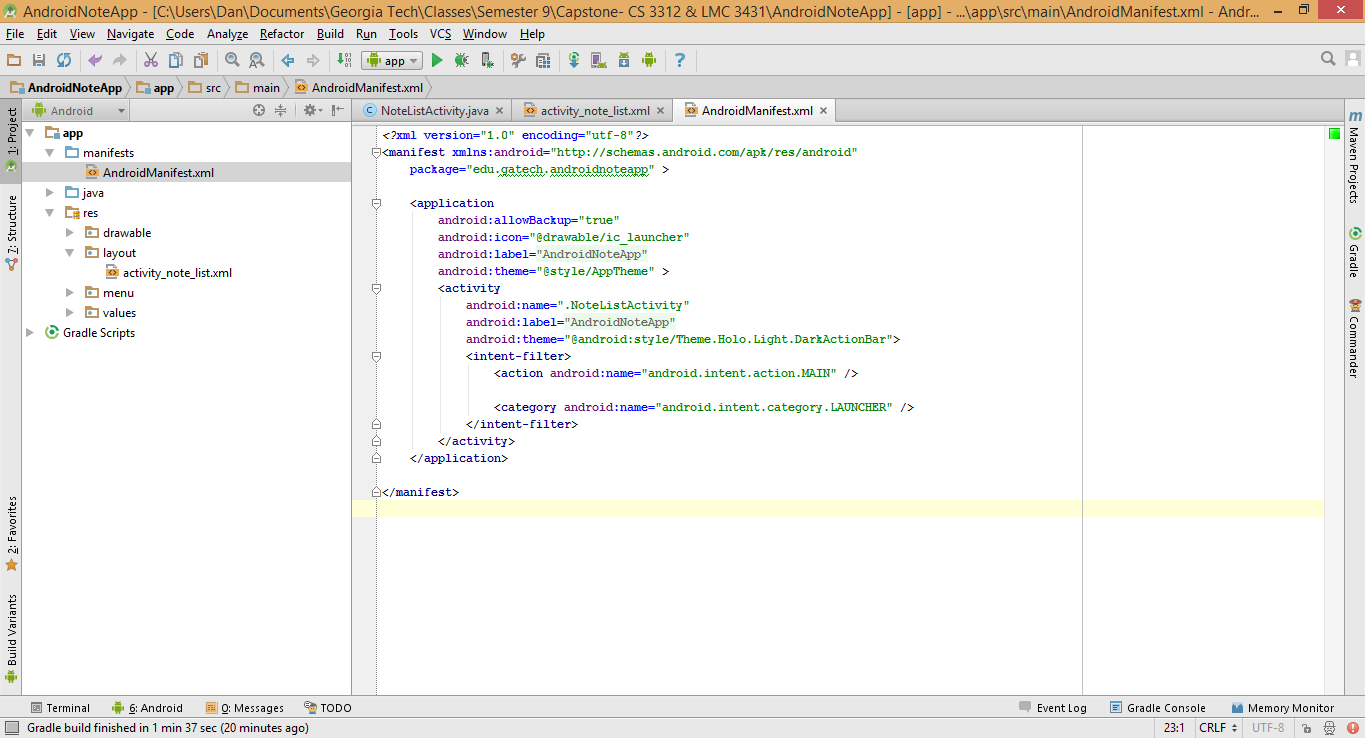 AndroidNoteApp - [C:\Users\Dan\Documents\Georgia Tech\Classes\Semester 9\Capstone- CS 3312 & LMC 3431\AndroidNoteApp] - [app] - ...\app\src\main\AndroidManifest.xml - Andr...
File Edit View Navigate Code Analyze Refactor Build Run Tools VCS Window Help
app
AndroidNoteApp app src main AndroidManifest.xml
Android
NoteListActivity.java activity_note_list.xml AndroidManifest.xml
1: Project
7: Structure
2: Favorites
Build Variants
app
manifests
AndroidManifest.xml
java
res
drawable
layout
activity_note_list.xml
menu
values
Gradle Scripts
<?xml version="1.0" encoding="utf-8"?>
<manifest xmlns:android="http://schemas.android.com/apk/res/android"
package="edu.gatech.androidnoteapp" >
<application
android:allowBackup="true"
android:icon="@drawable/ic_launcher"
android:label="AndroidNoteApp"
android:theme="@style/AppTheme" >
<activity
android:name=".NoteListActivity"
android:label="AndroidNoteApp"
android:theme="@android:style/Theme.Holo.Light.DarkActionBar">
<intent-filter>
<action android:name="android.intent.action.MAIN" />
<category android:name="android.intent.category.LAUNCHER" />
</intent-filter>
</activity>
</application>
</manifest>
m Maven Projects
Gradle
Commander
Terminal 6: Android 0: Messages TODO Event Log Gradle Console Memory Monitor
Gradle build finished in 1 min 37 sec (20 minutes ago) 23:1 CRLF UTF-8